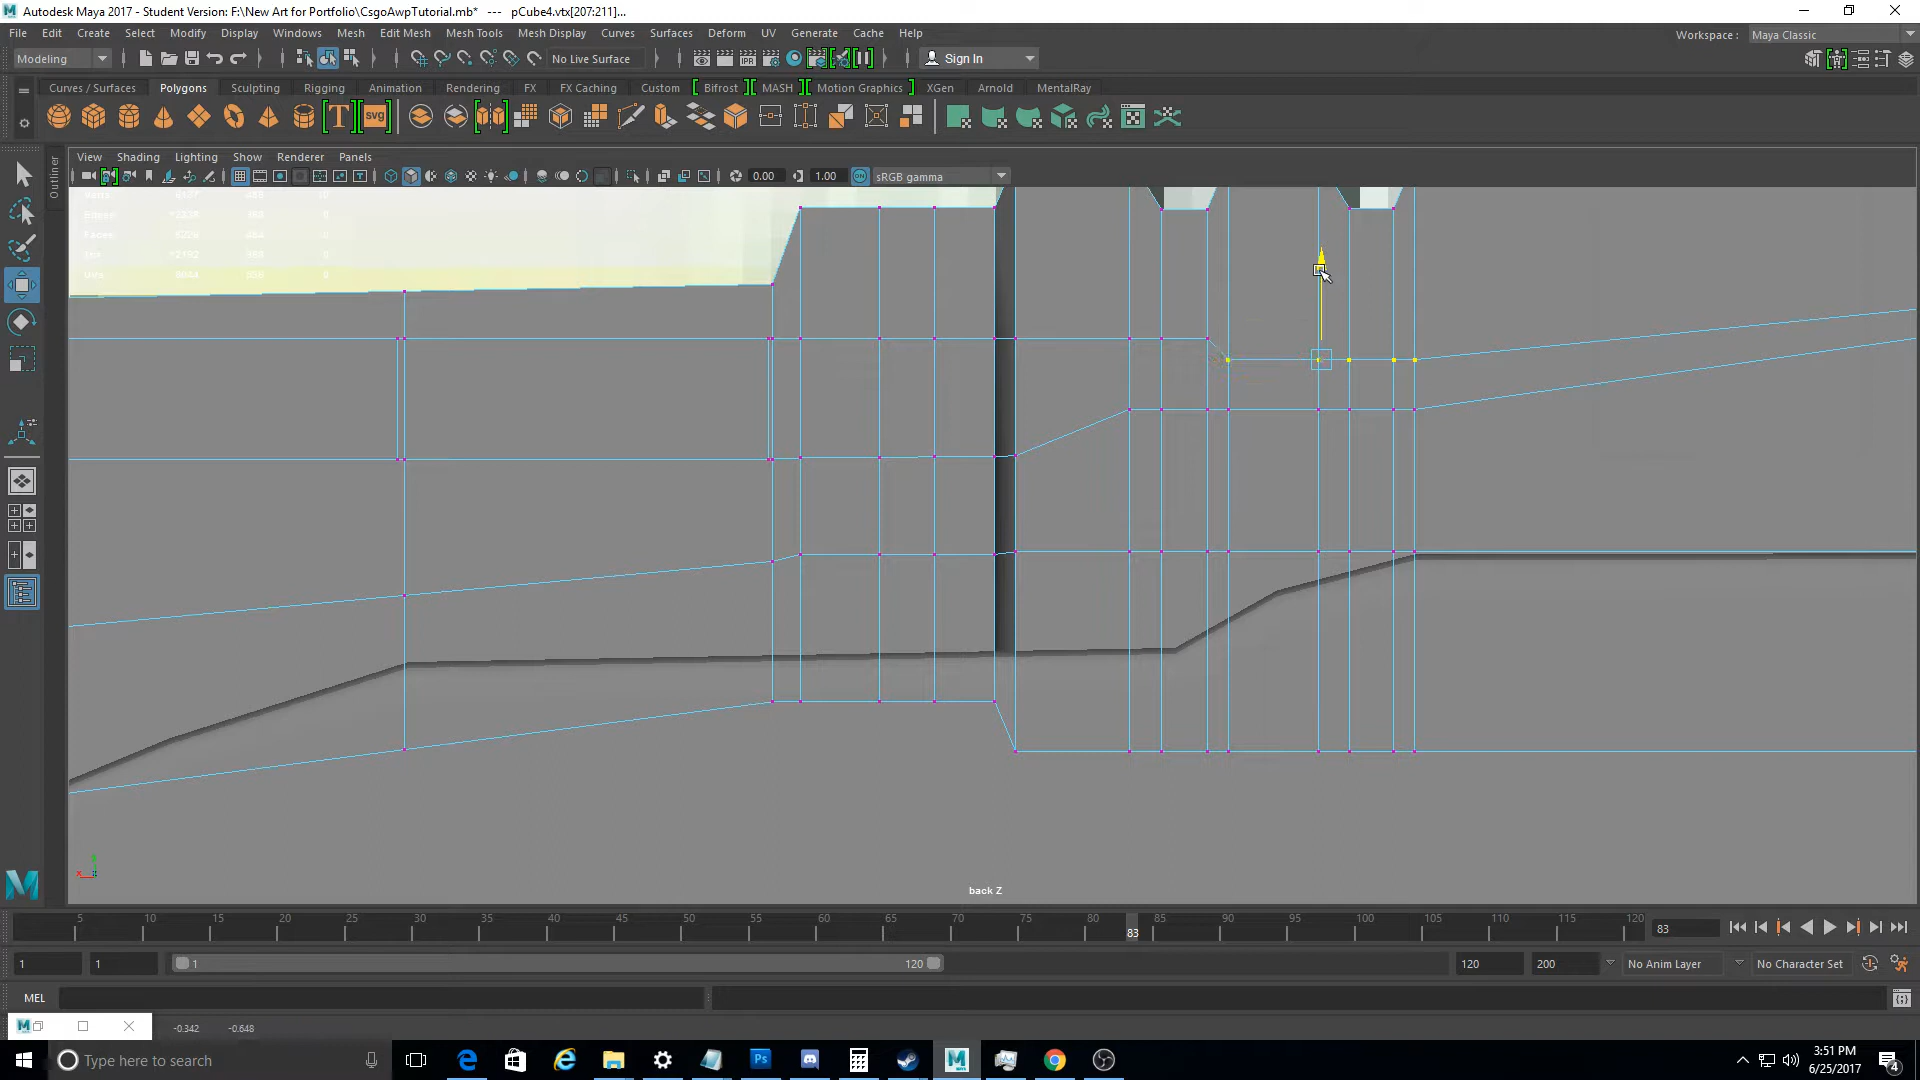 Autodesk Maya 2017 - Student Version: F:\New Art for Portfolio\CsgoAwpTutorial.mb* --- pCube4.vtx[207:211]...
File Edit Create Select Modify Display Windows Mesh Edit Mesh Mesh Tools Mesh Display Curves Surfaces Deform UV Generate Cache Help
Workspace : Maya Classic
Modeling No Live Surface Sign In
Curves / Surfaces Polygons Sculpting Rigging Animation Rendering FX FX Caching Custom Bifrost MASH Motion Graphics XGen Arnold MentalRay
T svg
Outliner
View Shading Lighting Show Renderer Panels
0.00 1.00 sRGB gamma
back Z
5 10 15 20 25 30 35 40 45 50 55 60 65 70 75 80 85 90 95 100 105 110 115 120
83 83
1 1 1 120 120 200 No Anim Layer No Character Set
MEL
-0.342 -0.648
Type here to search
3:51 PM
6/25/2017
4